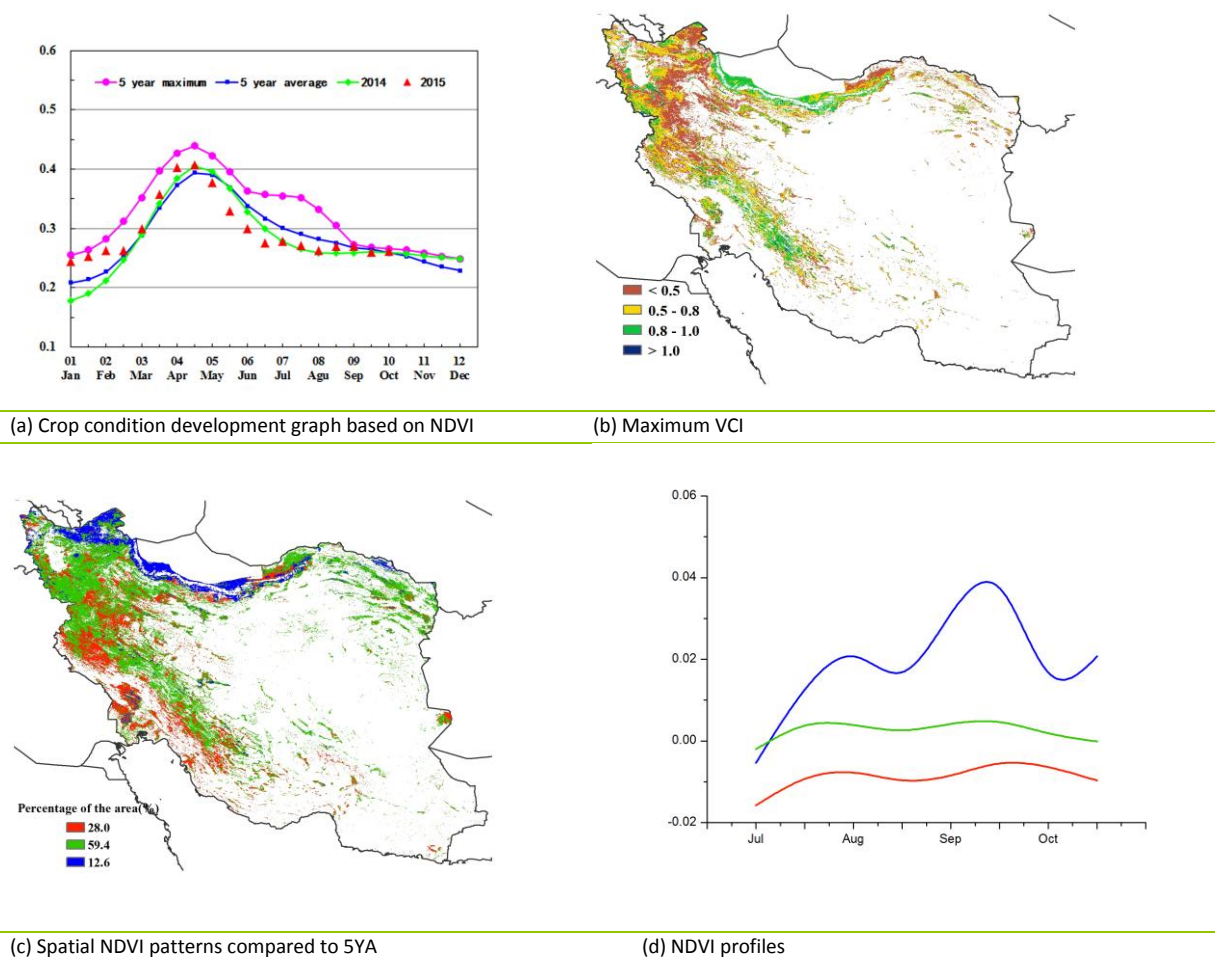 0.6
5 year maximum 5 year average 2014 2015
0.5
0.4
0.3
0.2
0.1
01 02 03 04 05 06 07 08 09 10 11 12
Jan Feb Mar Apr May Jun Jul Agu Sep Oct Nov Dec
< 0.5
0.5 - 0.8
0.8 - 1.0
> 1.0
(a) Crop condition development graph based on NDVI
(b) Maximum VCI
Percentage of the area(%)
28.0
59.4
12.6
0.06
0.04
0.02
0.00
-0.02
Jul Aug Sep Oct
(c) Spatial NDVI patterns compared to 5YA
(d) NDVI profiles